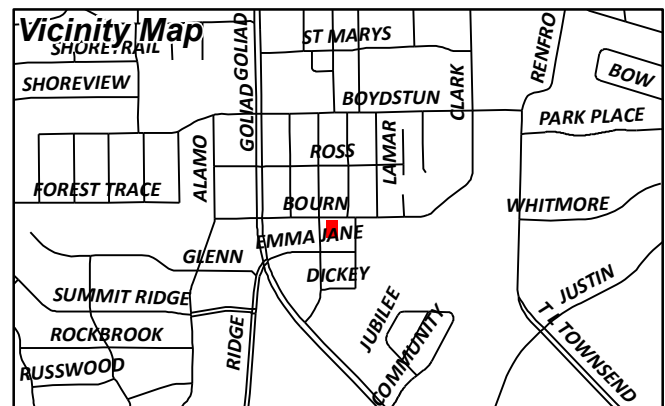 Vicinity Map
SHORE TRAIL
SHOREVIEW
GOLIAD
GOLIAD
ST MARYS
RENFRO
BOW
BOYDSTUN
CLARK
PARK PLACE
ALAMO
ROSS
LAMAR
FOREST TRACE
BOURN
WHITMORE
EMMA JANE
GLENN
DICKEY
SUMMIT RIDGE
JUBILEE
JUSTIN
ROCKBROOK
RIDGE
COMMUNITY
T L TOWNSEND
RUSSWOOD